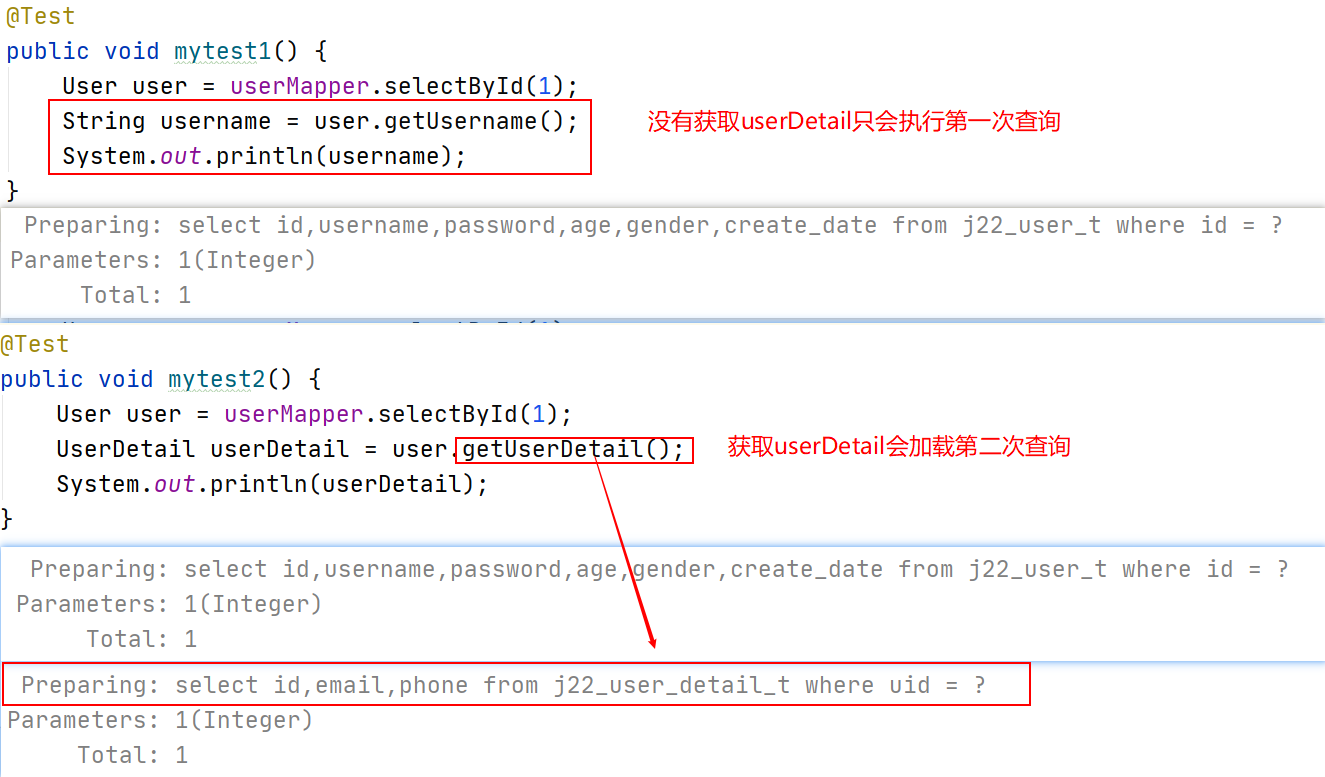 @Test
public void mytest1() {
User user = userMapper.selectById(1);
String username = user.getUsername();
没有获取userDetail只会执行第一次查询
System.out.println(username);
}
Preparing: select id,username,password,age,gender,create_date from j22_user_t where id = ?
Parameters: 1(Integer)
Total: 1
@Test
public void mytest2() {
User user = userMapper.selectById(1);
UserDetail userDetail = user.getUserDetail();
获取userDetail会加载第二次查询
System.out.println(userDetail);
}
Preparing: select id,username,password,age,gender,create_date from j22_user_t where id = ?
Parameters: 1(Integer)
Total: 1
Preparing: select id,email,phone from j22_user_detail_t where uid = ?
Parameters: 1(Integer)
Total: 1